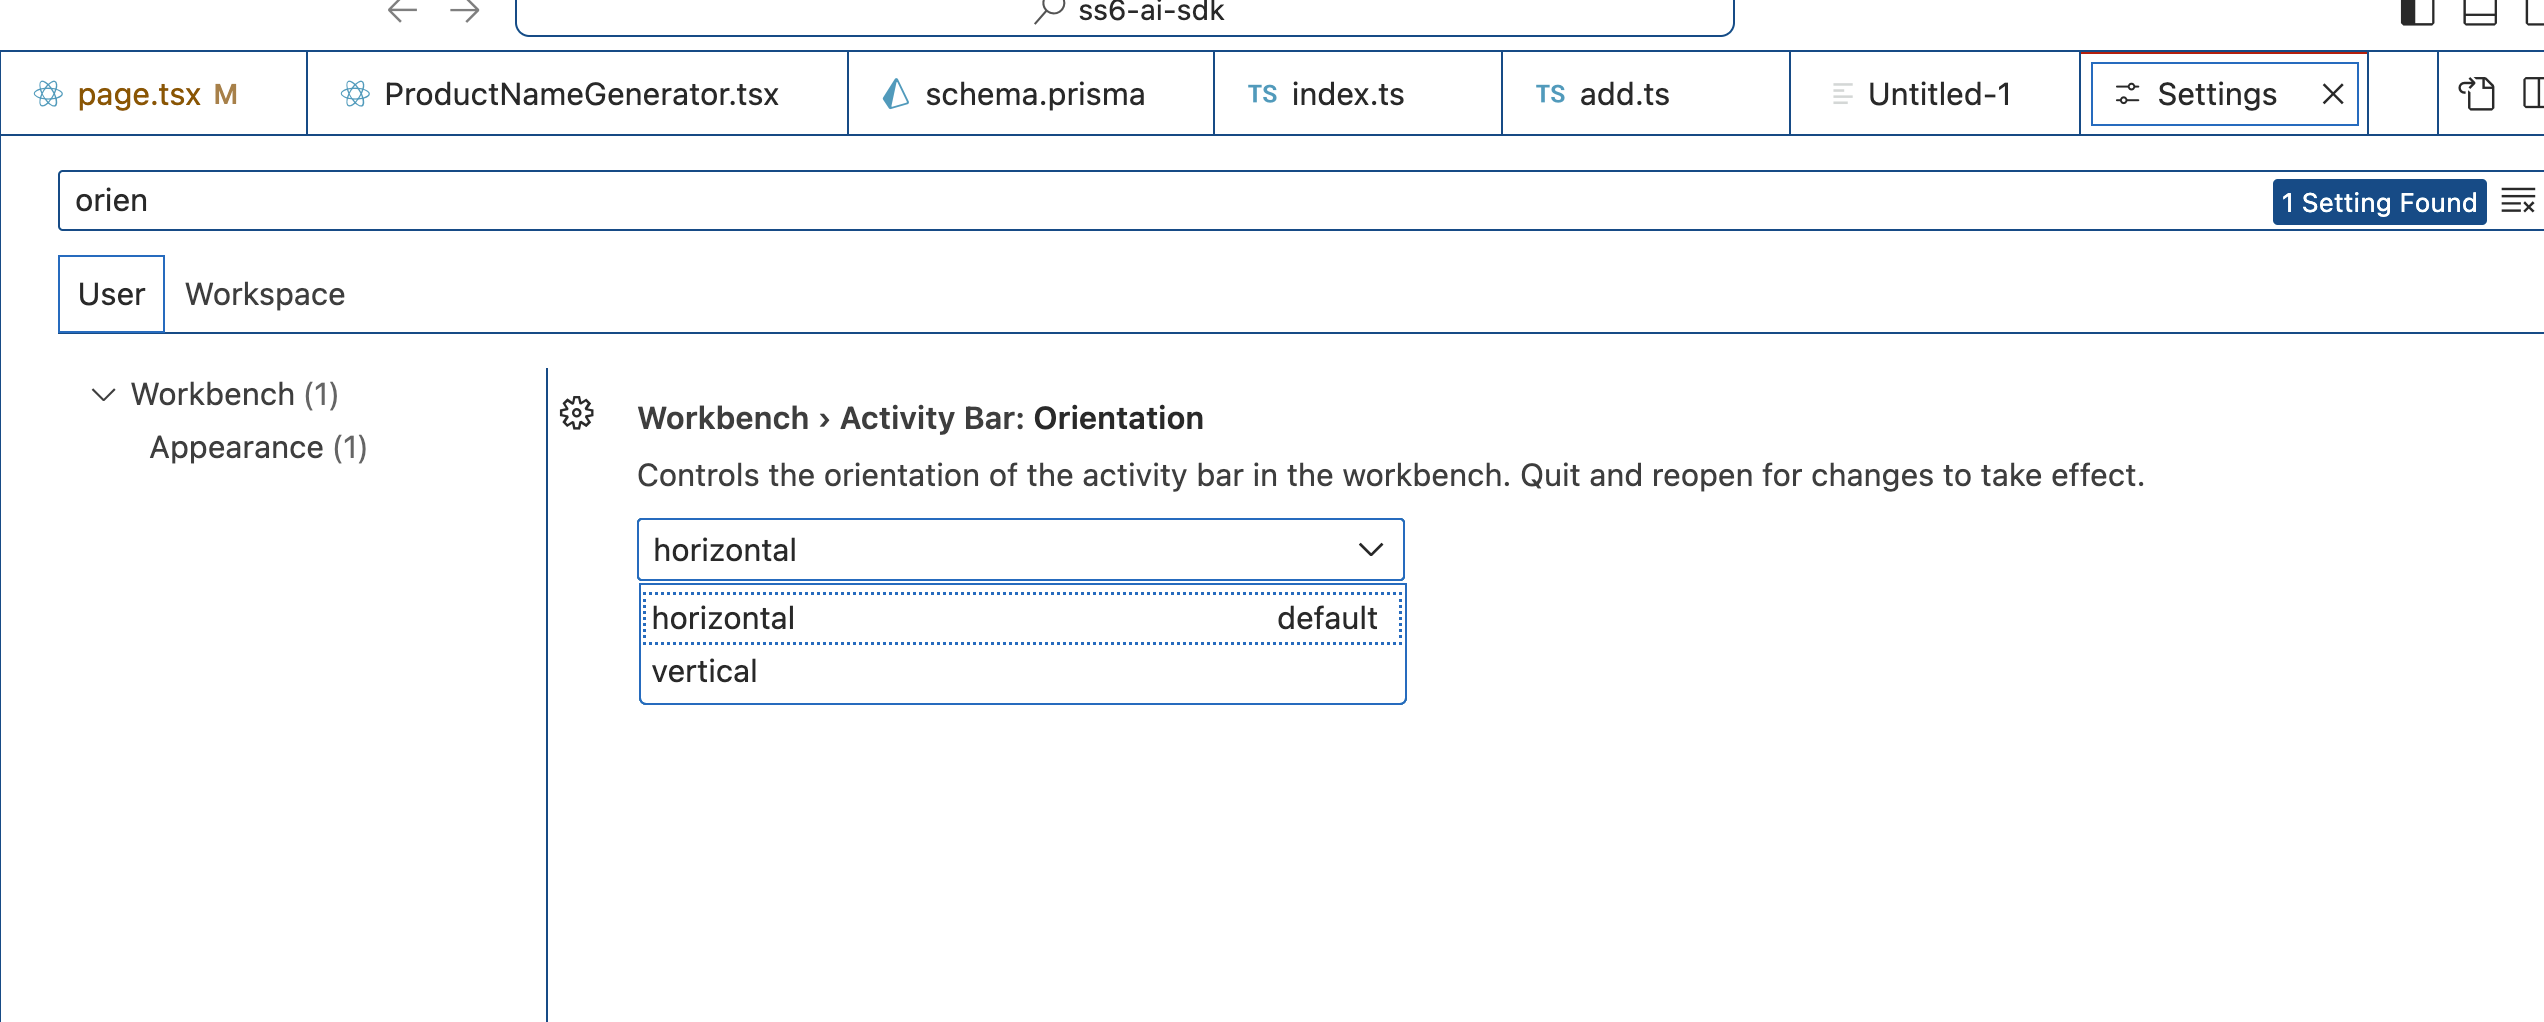 ss6-ai-sdk
page.tsx M ProductNameGenerator.tsx schema.prisma TS index.ts TS add.ts Untitled-1 Settings
orien 1 Setting Found
User Workspace
Workbench (1)
Appearance (1)
Workbench › Activity Bar: Orientation
Controls the orientation of the activity bar in the workbench. Quit and reopen for changes to take effect.
horizontal
horizontal default
vertical